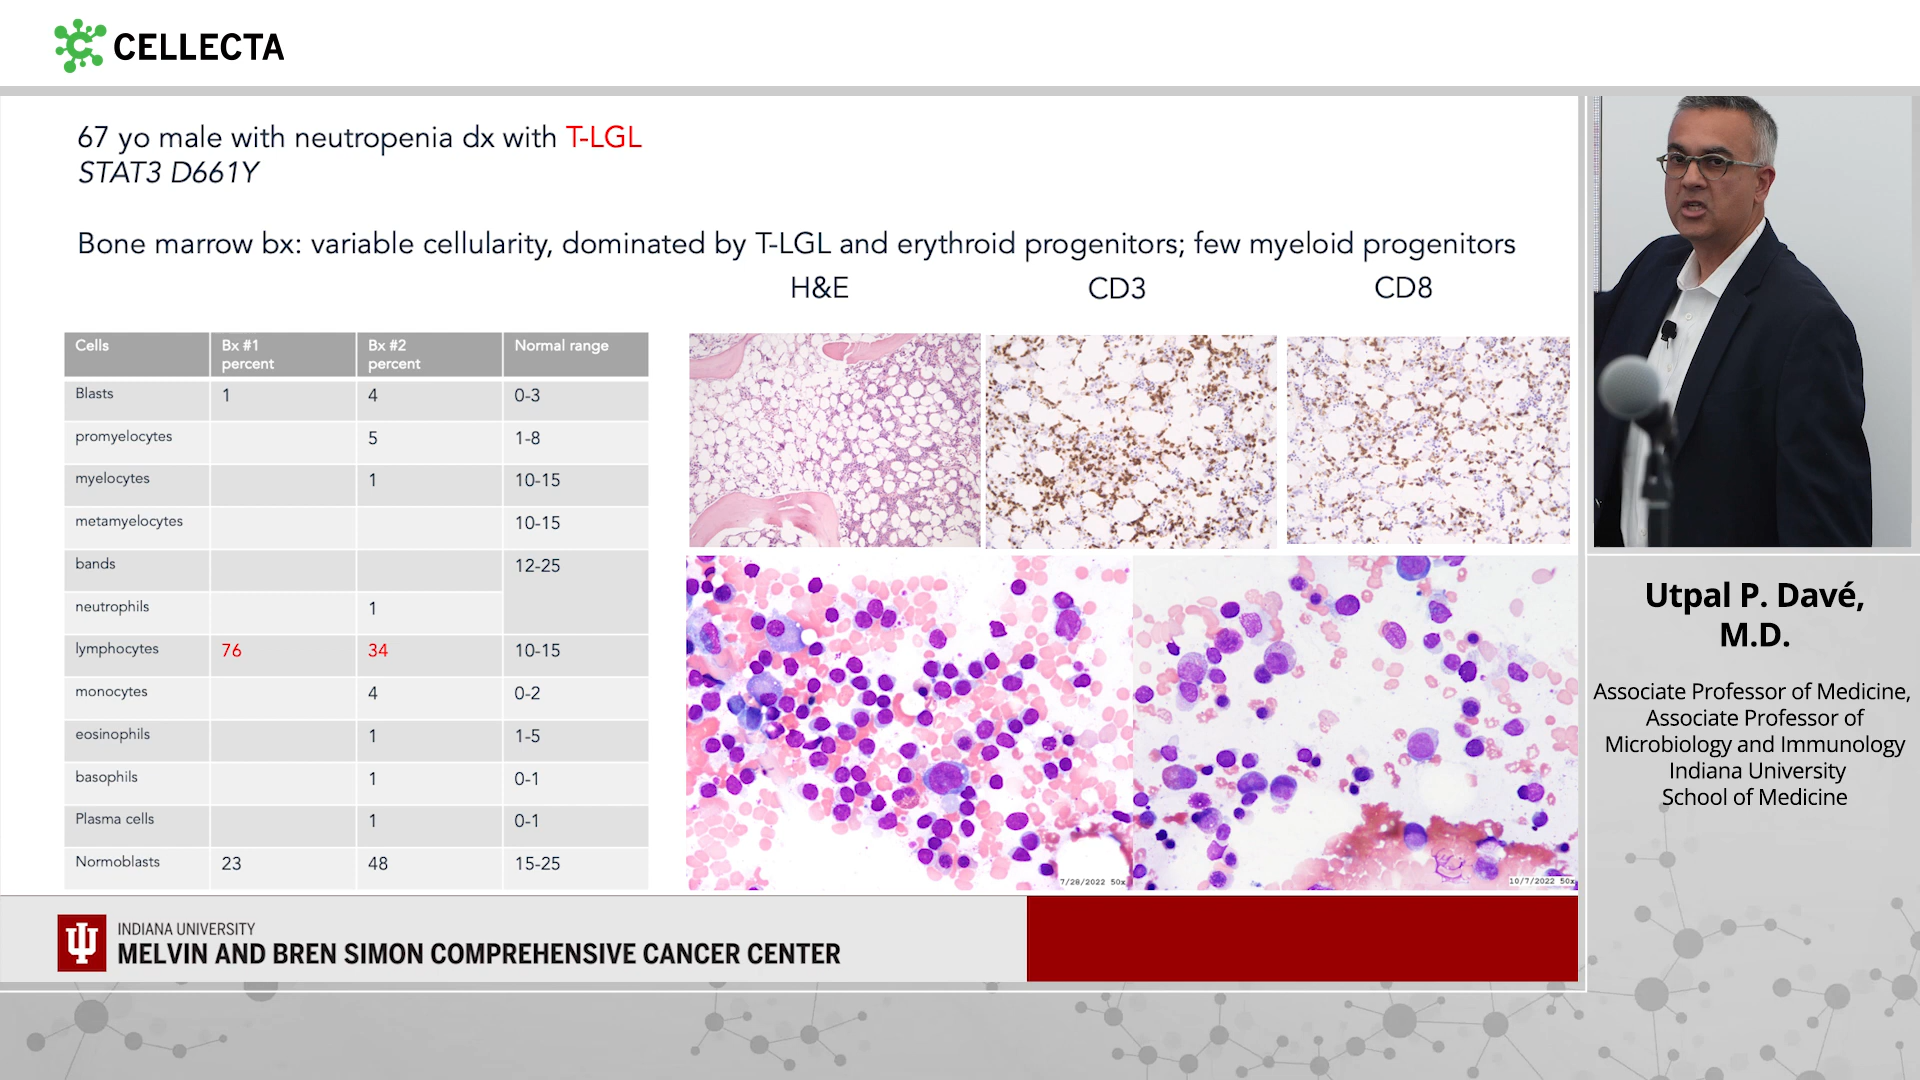 CELLECTA
67 yo male with neutropenia dx with T-LGL
STAT3 D661Y
Bone marrow bx: variable cellularity, dominated by T-LGL and erythroid progenitors; few myeloid progenitors
H&E CD3 CD8
Cells Bx #1 percent Bx #2 percent Normal range
Blasts 1 4 0-3
promyelocytes 5 1-8
myelocytes 1 10-15
metamyelocytes 10-15
bands 12-25
neutrophils 1
lymphocytes 76 34 10-15
monocytes 4 0-2
eosinophils 1 1-5
basophils 1 0-1
Plasma cells 1 0-1
Normoblasts 23 48 15-25
7/28/2022 50x
10/7/2022 50x
INDIANA UNIVERSITY
MELVIN AND BREN SIMON COMPREHENSIVE CANCER CENTER
Utpal P. Davé,
M.D.
Associate Professor of Medicine,
Associate Professor of
Microbiology and Immunology
Indiana University
School of Medicine